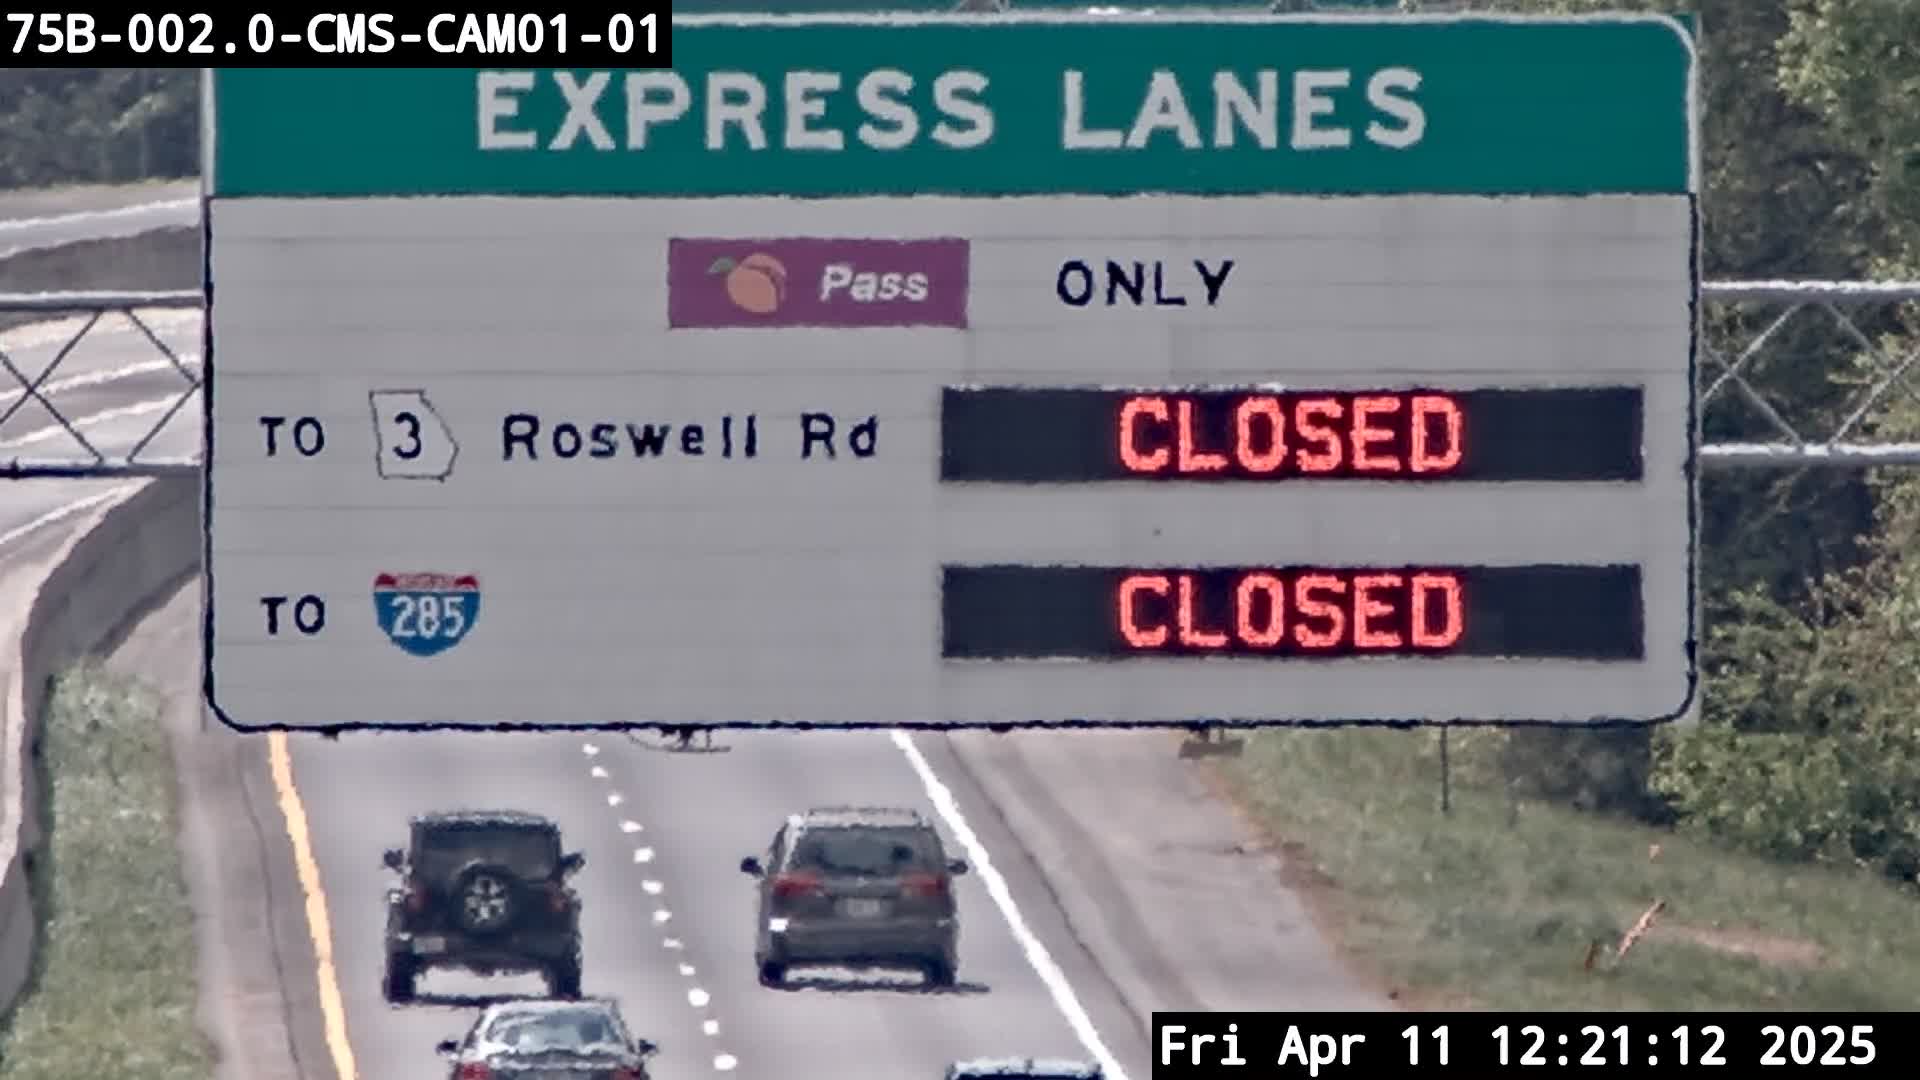 75B-002.0-CMS-CAM01-01
EXPRESS LANES
Pass ONLY
TO 3 Roswell Rd CLOSED
TO 285 CLOSED
Fri Apr 11 12:21:12 2025